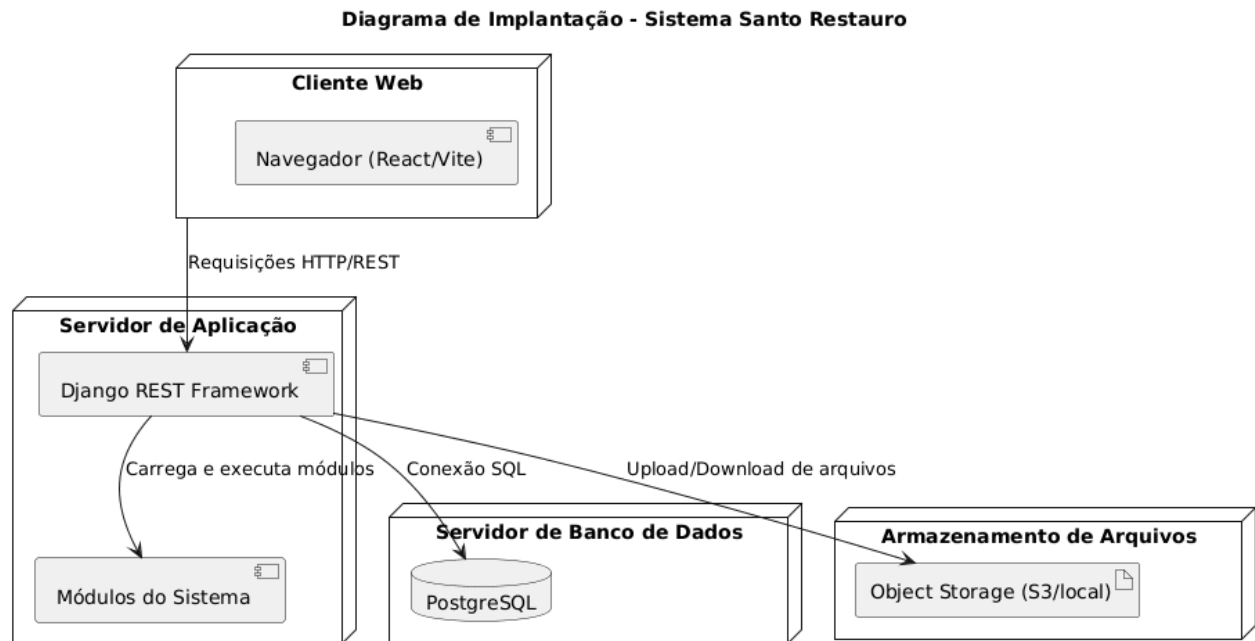 Diagrama de Implantação - Sistema Santo Restauro
Cliente Web
Navegador (React/Vite)
Requisições HTTP/REST
Servidor de Aplicação
Django REST Framework
Carrega e executa módulos
Conexão SQL
Upload/Download de arquivos
Servidor de Banco de Dados
Armazenamento de Arquivos
Módulos do Sistema
PostgreSQL
Object Storage (S3/local)